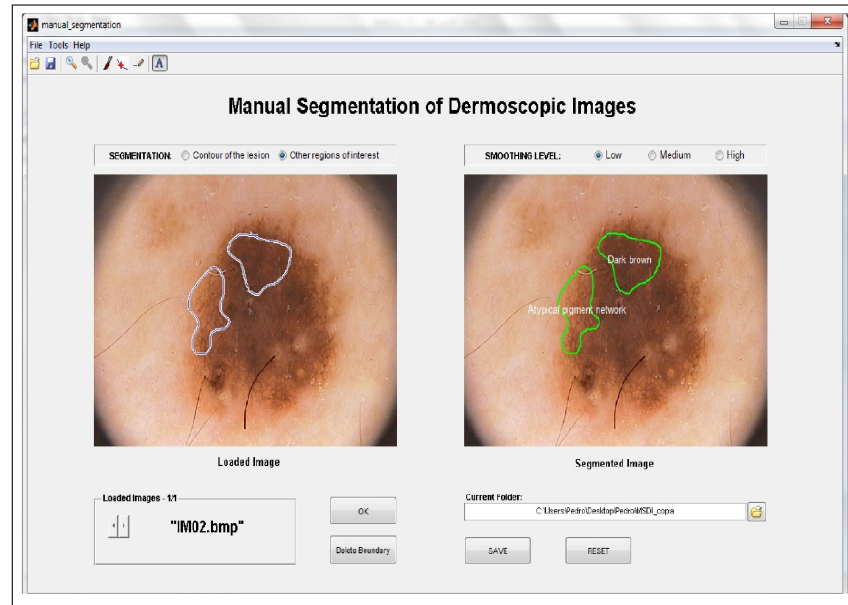 manual_segmentation
File Tools Help
A
Manual Segmentation of Dermoscopic Images
SEGMENTATION: Contour of the lesion Other regions of interest
SMOOTHING LEVEL: Low Medium High
Dark brown
Atypical pigment network
Loaded Image
Segmented Image
Loaded Images - 1/1
"IM02.bmp"
OK
Delete Boundary
Current Folder:
C:\Users\Pedro\Desktop\Pedro\MSDI_copia
SAVE
RESET